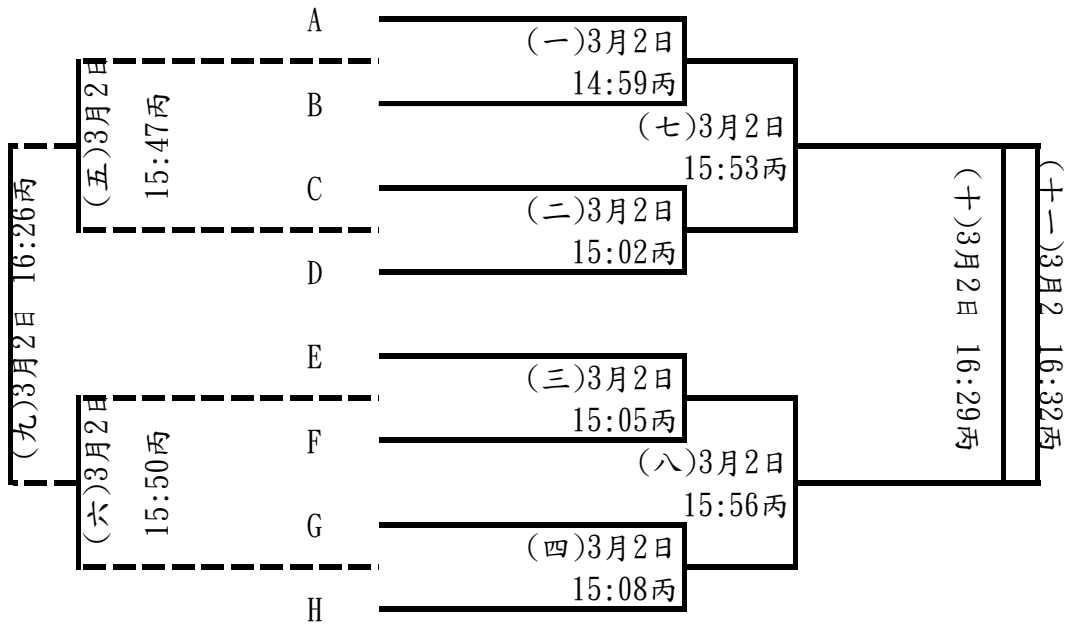 A
(一)3月2日
14:59丙
B
(五)3月2日
15:47丙
(七)3月2日
15:53丙
C
(二)3月2日
15:02丙
D
(九)3月2日 16:26丙
(十)3月2日 16:29丙
(十一)3月2 16:32丙
E
(三)3月2日
15:05丙
F
(六)3月2日
15:50丙
(八)3月2日
15:56丙
G
(四)3月2日
15:08丙
H